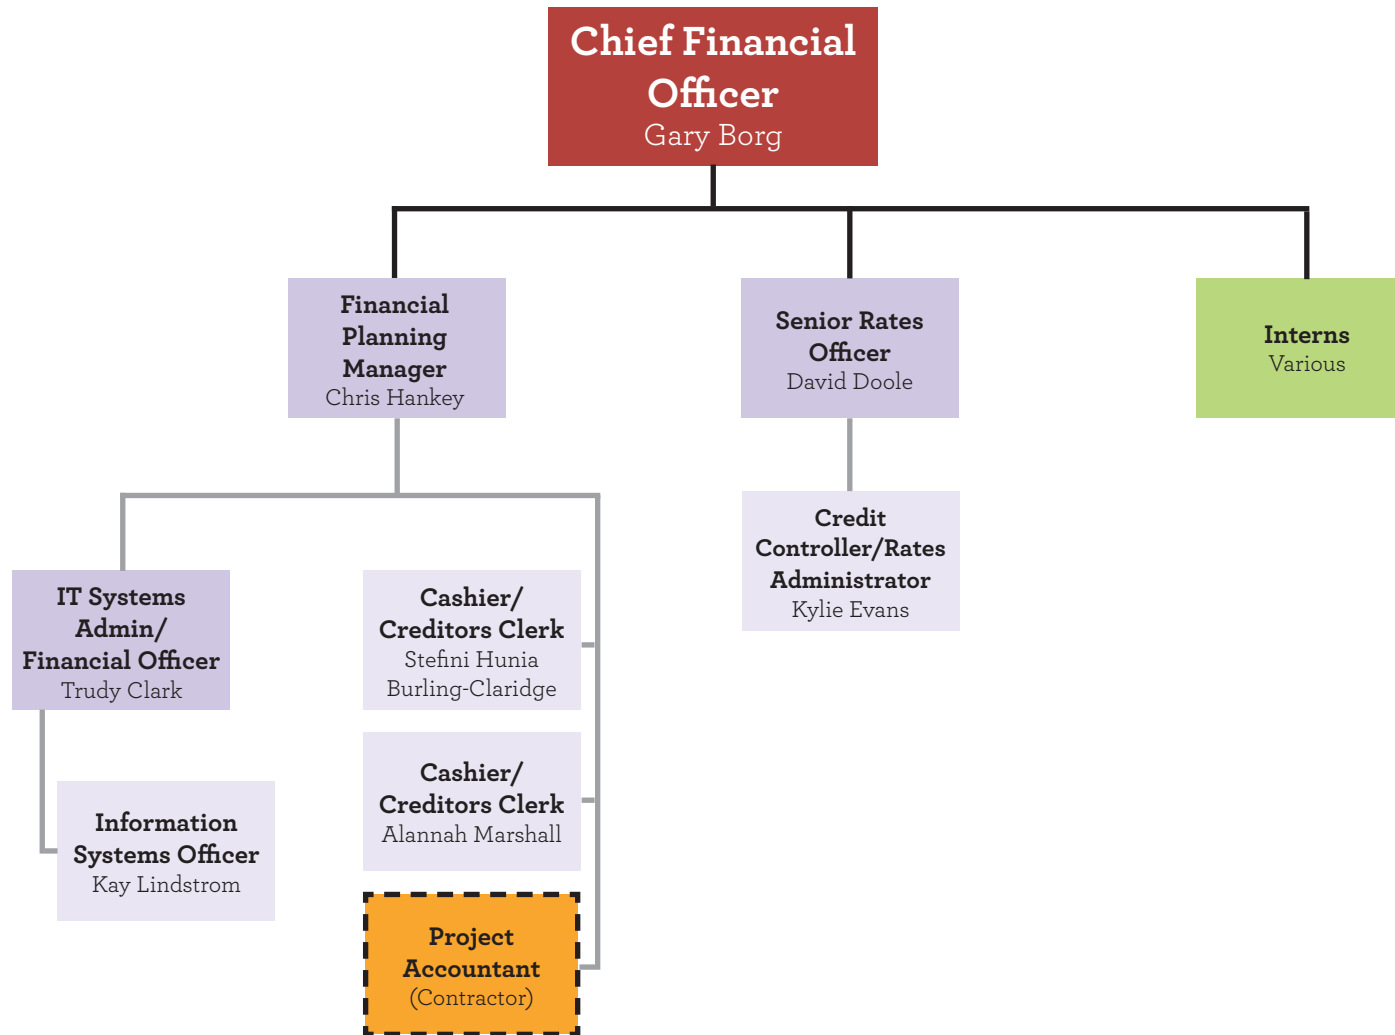 Chief Financial
Officer
Gary Borg
Financial
Planning
Manager
Chris Hankey
Senior Rates
Officer
David Doole
Interns
Various
IT Systems
Admin/
Financial Officer
Trudy Clark
Cashier/
Creditors Clerk
Stefini Hunia
Burling-Claridge
Credit
Controller/Rates
Administrator
Kylie Evans
Information
Systems Officer
Kay Lindstrom
Cashier/
Creditors Clerk
Alannah Marshall
Project
Accountant
(Contractor)